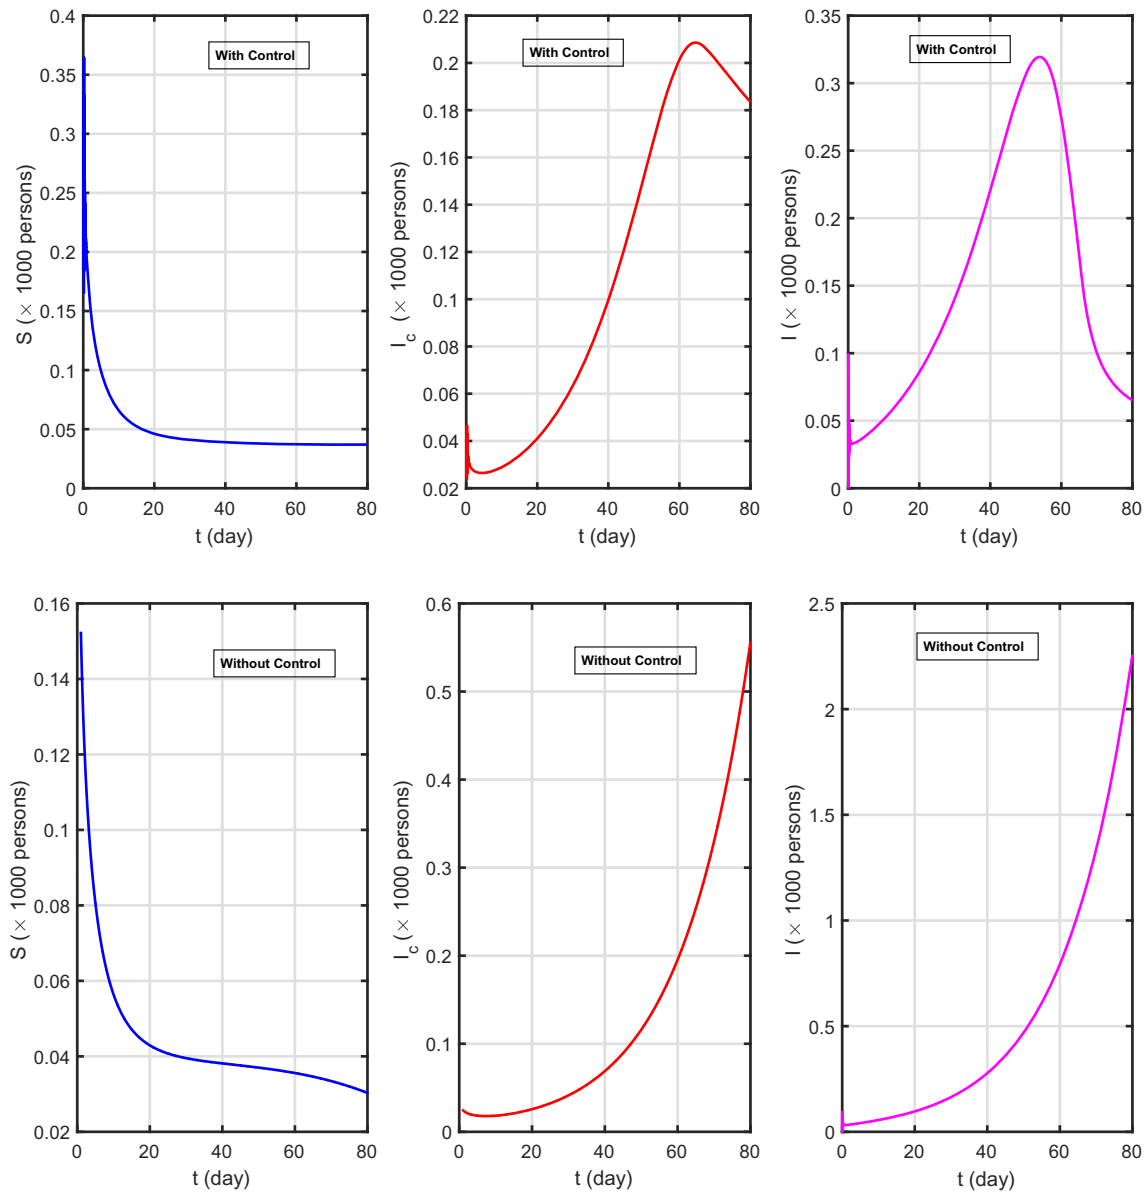 With Control
S (× 1000 persons)
0.4
0.35
0.3
0.25
0.2
0.15
0.1
0.05
0
0 20 40 60 80
t (day)
With Control
I_c (× 1000 persons)
0.22
0.2
0.18
0.16
0.14
0.12
0.1
0.08
0.06
0.04
0.02
0 20 40 60 80
t (day)
With Control
I (× 1000 persons)
0.35
0.3
0.25
0.2
0.15
0.1
0.05
0
0 20 40 60 80
t (day)
Without Control
S (× 1000 persons)
0.16
0.14
0.12
0.1
0.08
0.06
0.04
0.02
0 20 40 60 80
t (day)
Without Control
I_c (× 1000 persons)
0.6
0.5
0.4
0.3
0.2
0.1
0
0 20 40 60 80
t (day)
Without Control
I (× 1000 persons)
2.5
2
1.5
1
0.5
0
0 20 40 60 80
t (day)